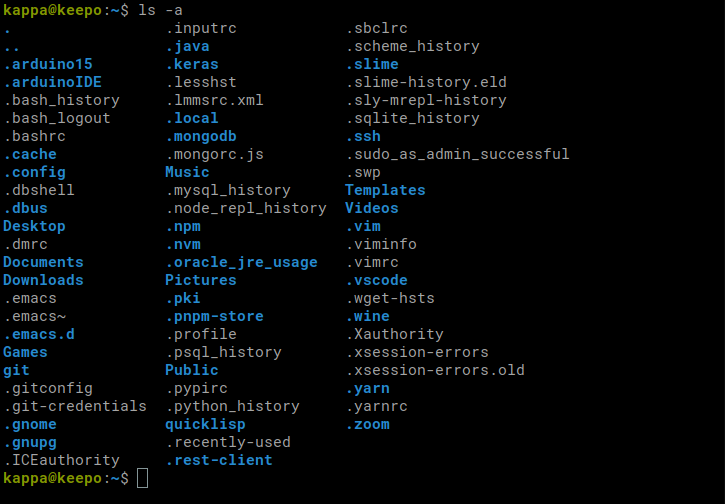 kappa@keepo:~$ ls -a
. .inputrc .sbclrc
.. .java .scheme_history
.arduino15 .keras .slime
.arduinoIDE .lesshst .slime-history.eld
.bash_history .lmmsrc.xml .sly-mrepl-history
.bash_logout .local .sqlite_history
.bashrc .mongodb .ssh
.cache .mongorc.js .sudo_as_admin_successful
.config Music .swp
.dbshell .mysql_history Templates
.dbus .node_repl_history Videos
Desktop .npm .vim
.dmrc .nvm .viminfo
Documents .oracle_jre_usage .vimrc
Downloads Pictures .vscode
.emacs .pki .wget-hsts
.emacs~ .pnpm-store .wine
.emacs.d .profile .Xauthority
Games .psql_history .xsession-errors
git Public .xsession-errors.old
.gitconfig .pypirc .yarn
.git-credentials .python_history .yarnrc
.gnome quicklisp .zoom
.gnupg .recently-used
.ICEauthority .rest-client
kappa@keepo:~$